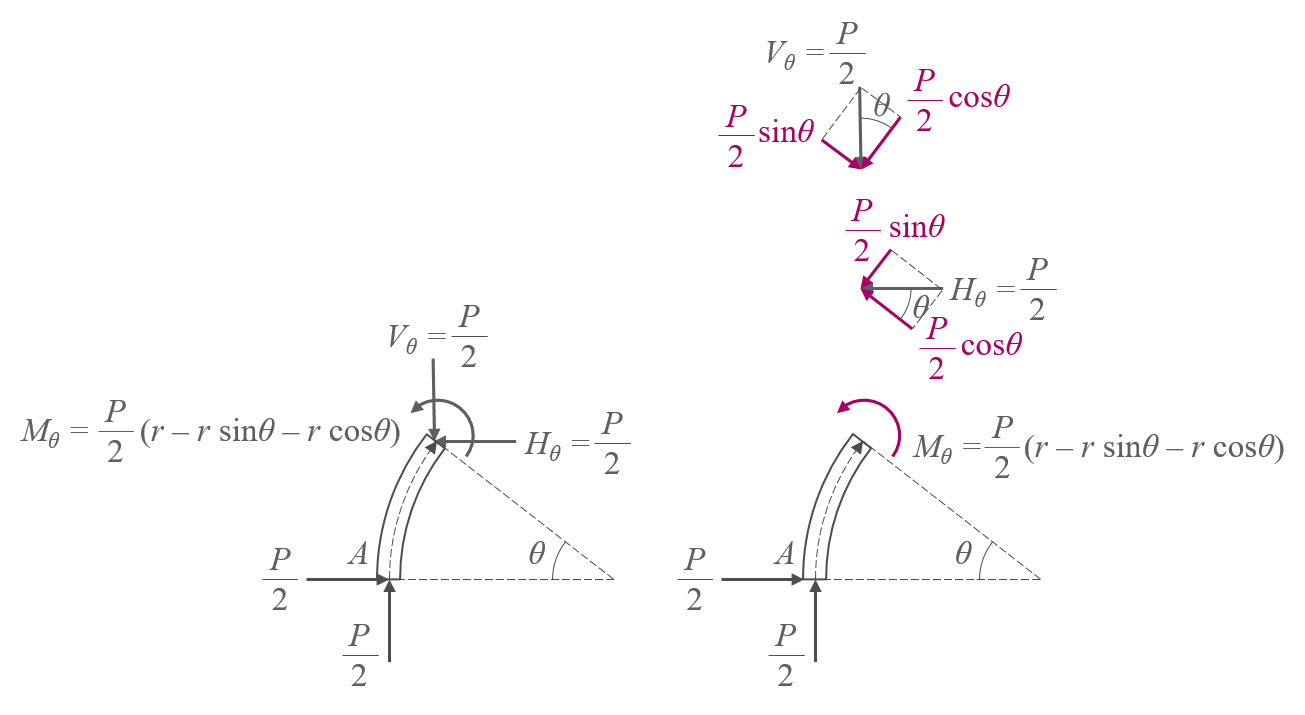 V_θ = P/2
P/2 cosθ
θ
P/2 sinθ
P/2 sinθ
H_θ = P/2
θ
P/2 cosθ
V_θ = P/2
M_θ = P/2 (r – r sinθ – r cosθ)
H_θ = P/2
M_θ = P/2 (r – r sinθ – r cosθ)
A
θ
P/2
P/2
A
θ
P/2
P/2